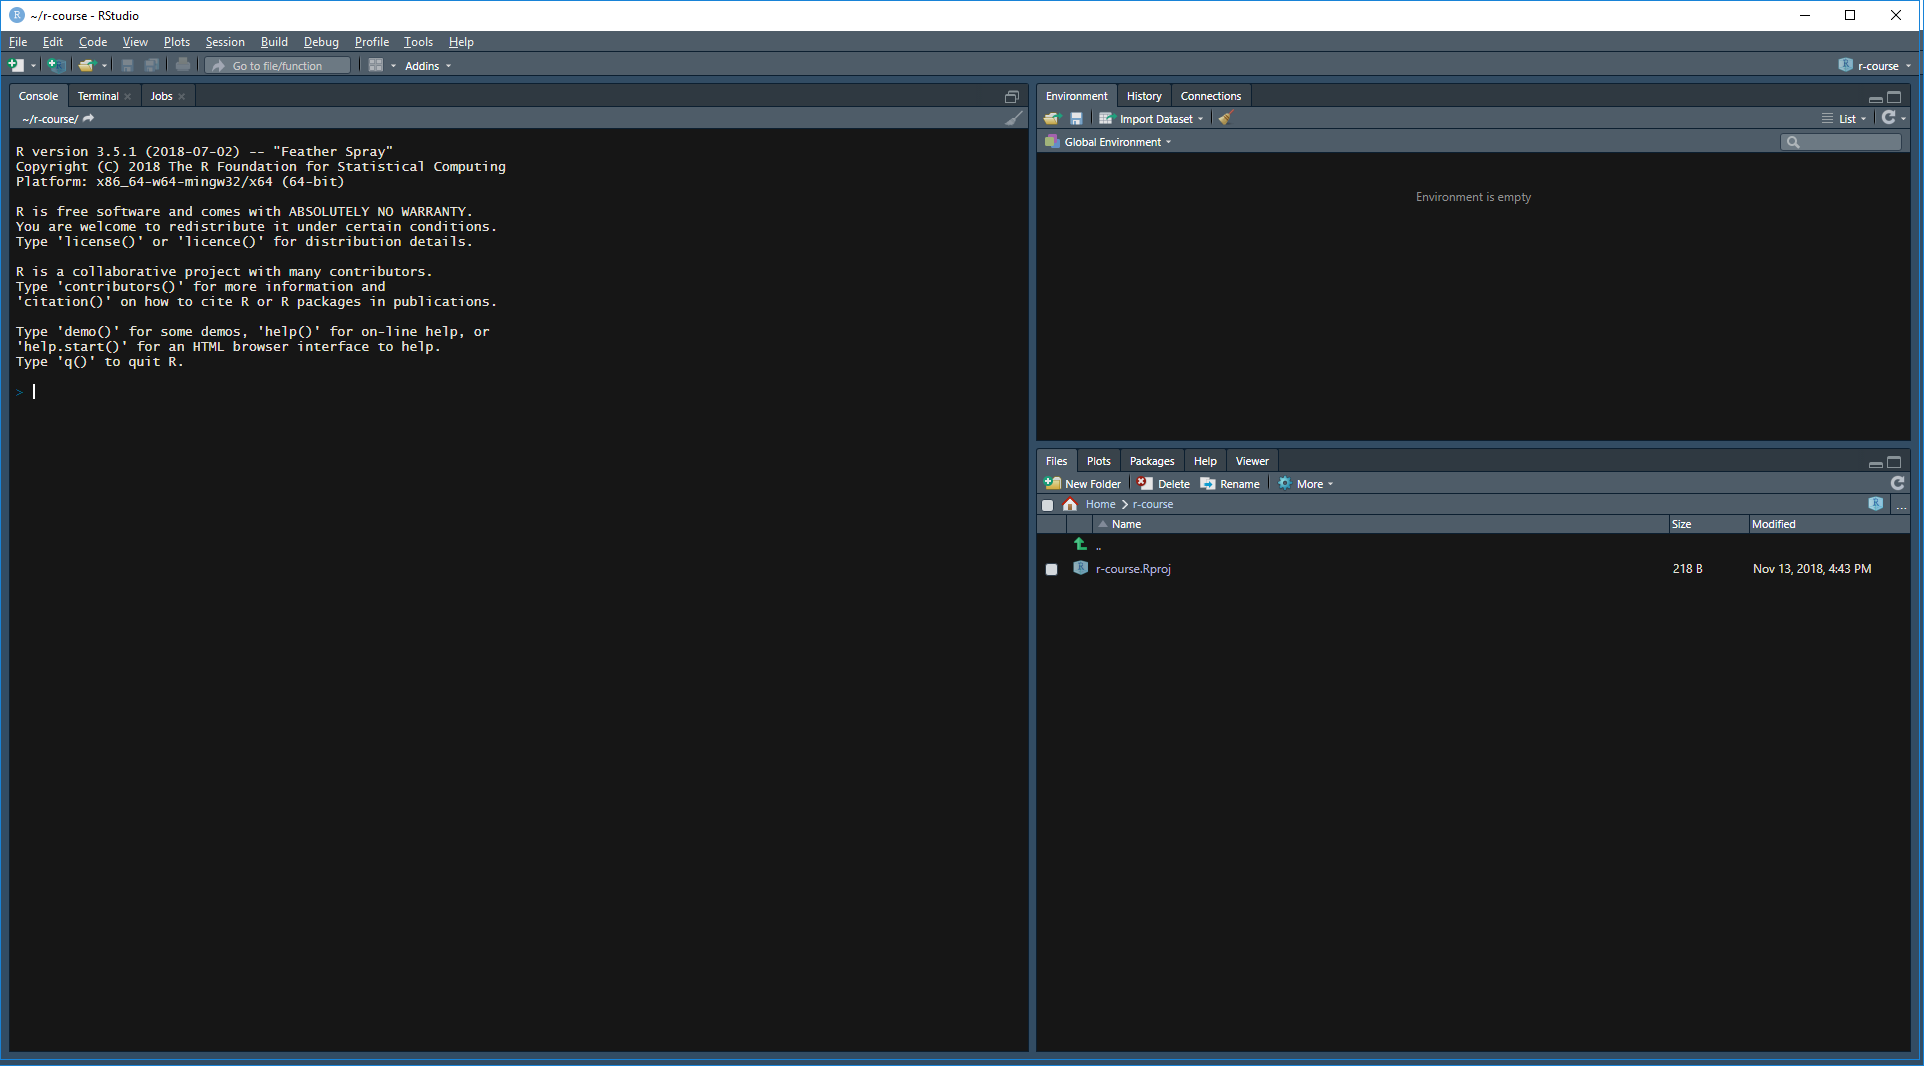 ~/r-course - RStudio
File Edit Code View Plots Session Build Debug Profile Tools Help
Go to file/function Addins r-course
Console Terminal Jobs
~/r-course/
R version 3.5.1 (2018-07-02) -- "Feather Spray"
Copyright (C) 2018 The R Foundation for Statistical Computing
Platform: x86_64-w64-mingw32/x64 (64-bit)
R is free software and comes with ABSOLUTELY NO WARRANTY.
You are welcome to redistribute it under certain conditions.
Type 'license()' or 'licence()' for distribution details.
R is a collaborative project with many contributors.
Type 'contributors()' for more information and
'citation()' on how to cite R or R packages in publications.
Type 'demo()' for some demos, 'help()' for on-line help, or
'help.start()' for an HTML browser interface to help.
Type 'q()' to quit R.
>
Environment History Connections
Import Dataset List
Global Environment
Environment is empty
Files Plots Packages Help Viewer
New Folder Delete Rename More
Home r-course ...
Name Size Modified
..
r-course.Rproj 218 B Nov 13, 2018, 4:43 PM